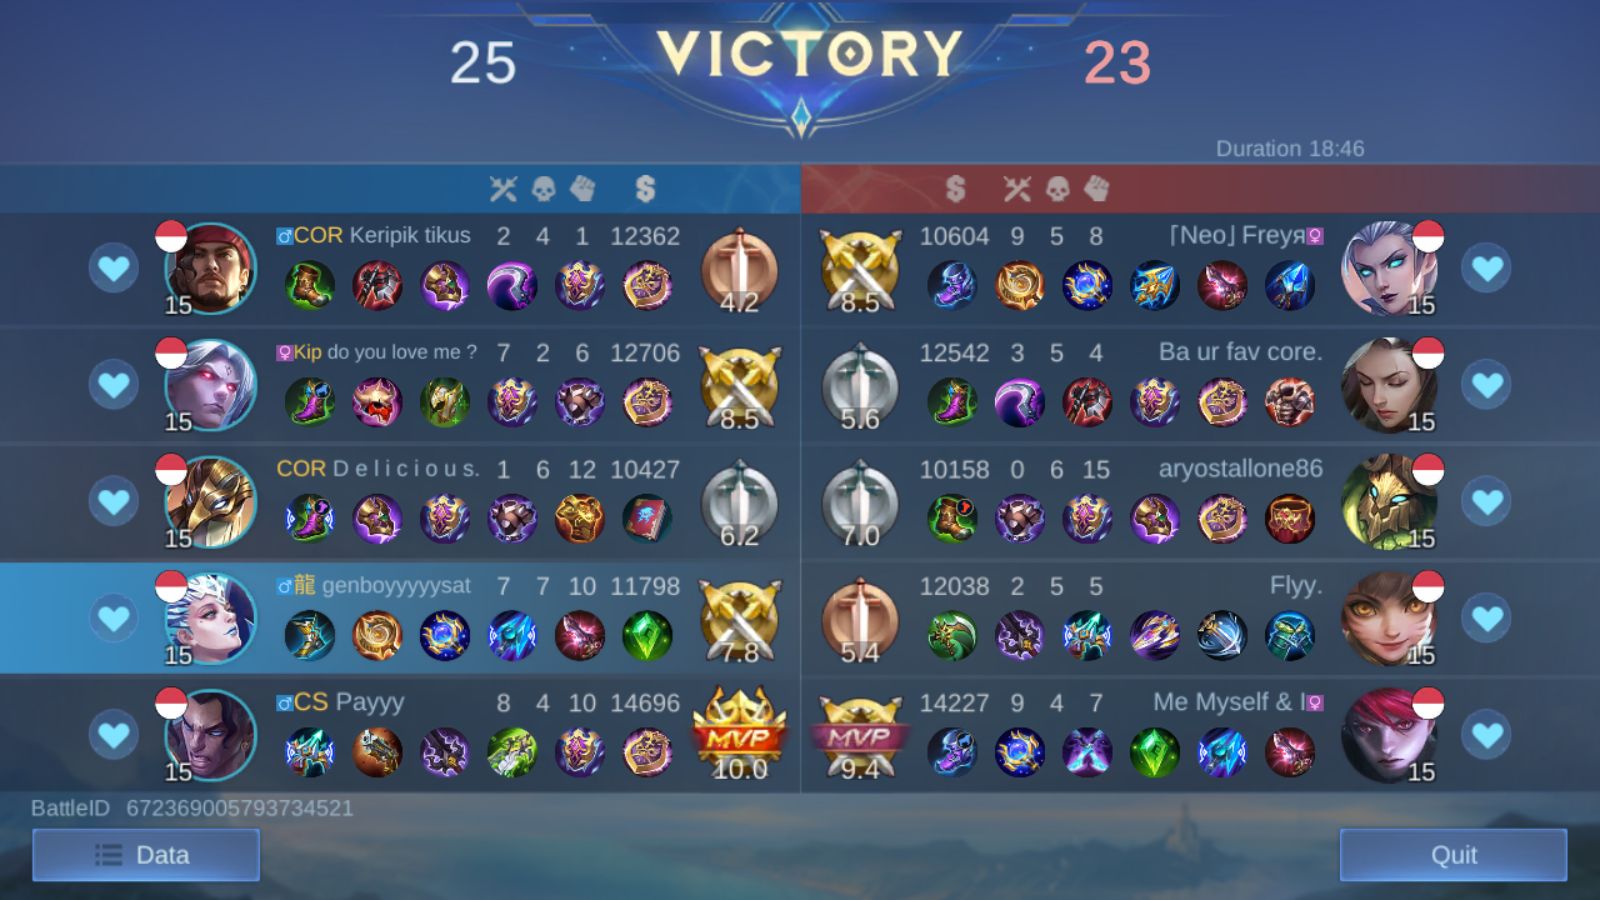 25 VICTORY 23
Duration 18:46
COR Keripik tikus 2 4 1 12362 4.2 15
8.5 10604 9 5 8 「Neo」Freyя 15
Kip do you love me ? 7 2 6 12706 8.5 15
5.6 12542 3 5 4 Ba ur fav core. 15
COR D e l i c i o u s. 1 6 12 10427 6.2 15
7.0 10158 0 6 15 aryostallone86 15
龍 genboyyyyysat 7 7 10 11798 7.8 15
5.4 12038 2 5 5 Flyy. 15
CS Payyy 8 4 10 14696 MVP 10.0 15
MVP 9.4 14227 9 4 7 Me Myself & I 15
BattleID 672369005793734521
Data
Quit